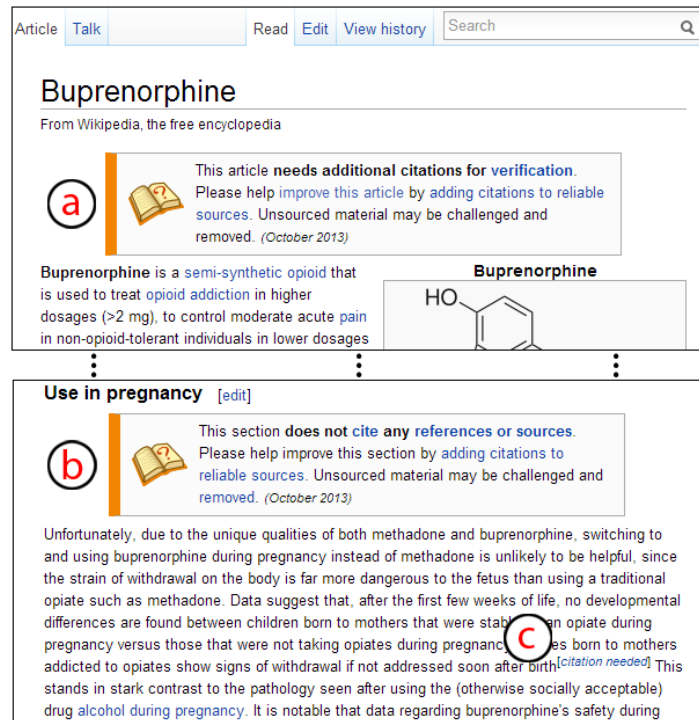 Article Talk Read Edit View history Search
Buprenorphine
From Wikipedia, the free encyclopedia
a
This article needs additional citations for verification.
Please help improve this article by adding citations to reliable
sources. Unsourced material may be challenged and
removed. (October 2013)
Buprenorphine is a semi-synthetic opioid that
is used to treat opioid addiction in higher
dosages (>2 mg), to control moderate acute pain
in non-opioid-tolerant individuals in lower dosages
Buprenorphine
HO
Use in pregnancy [edit]
b
This section does not cite any references or sources.
Please help improve this section by adding citations to
reliable sources. Unsourced material may be challenged and
removed. (October 2013)
Unfortunately, due to the unique qualities of both methadone and buprenorphine, switching to
and using buprenorphine during pregnancy instead of methadone is unlikely to be helpful, since
the strain of withdrawal on the body is far more dangerous to the fetus than using a traditional
opiate such as methadone. Data suggest that, after the first few weeks of life, no developmental
differences are found between children born to mothers that were an opiate during
pregnancy versus those that were not taking opiates during born to mothers
c
addicted to opiates show signs of withdrawal if not addressed soon after birth[citation needed] This
stands in stark contrast to the pathology seen after using the (otherwise socially acceptable)
drug alcohol during pregnancy. It is notable that data regarding buprenorphine's safety during